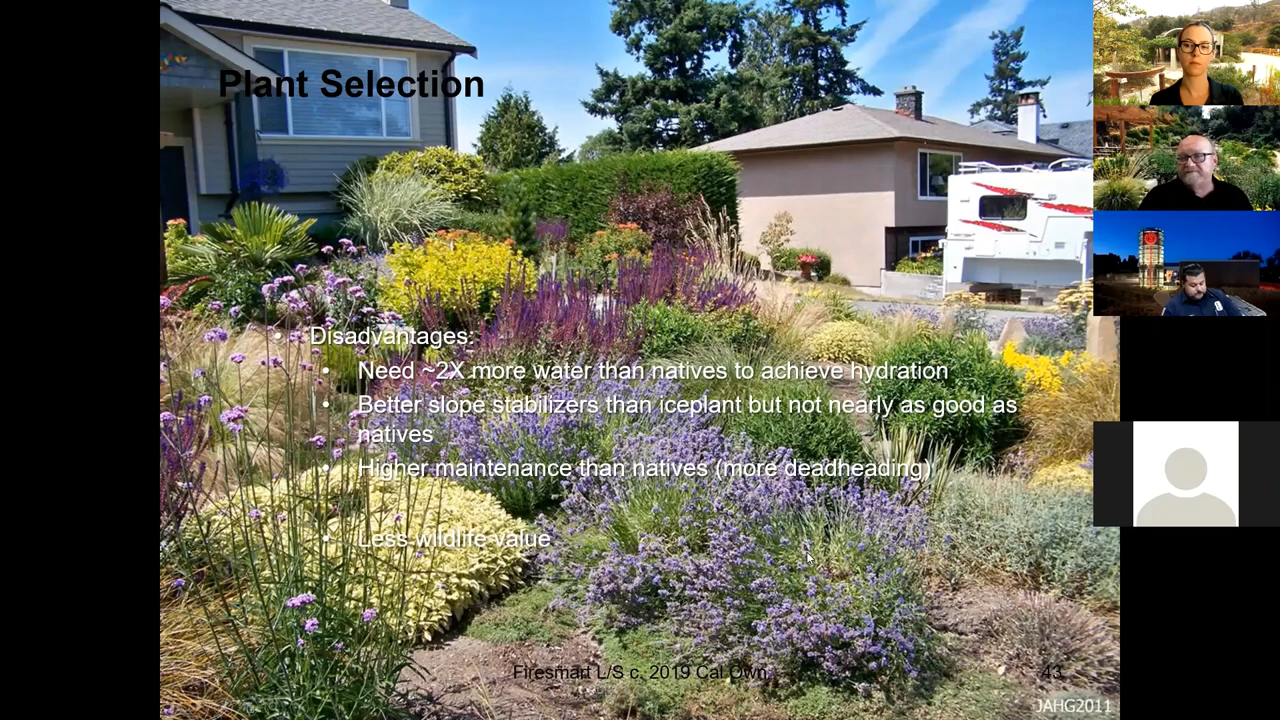 Plant Selection
• Disadvantages:
• Need ~2X more water than natives to achieve hydration
• Better slope stabilizers than iceplant but not nearly as good as
natives
• Higher maintenance than natives (more deadheading)
• Less wildlife value
Firesmart L/S c. 2019 Cal Own
43
JAHG2011